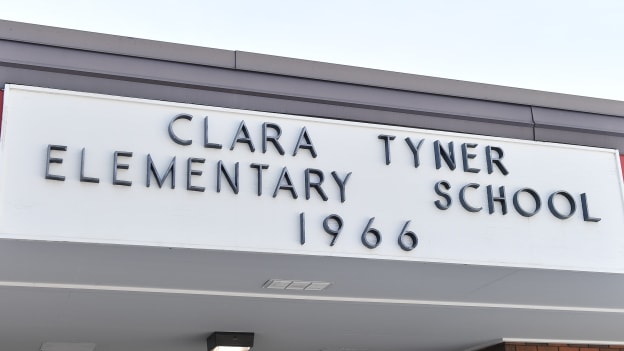 CLARA TYNER
ELEMENTARY SCHOOL
1966